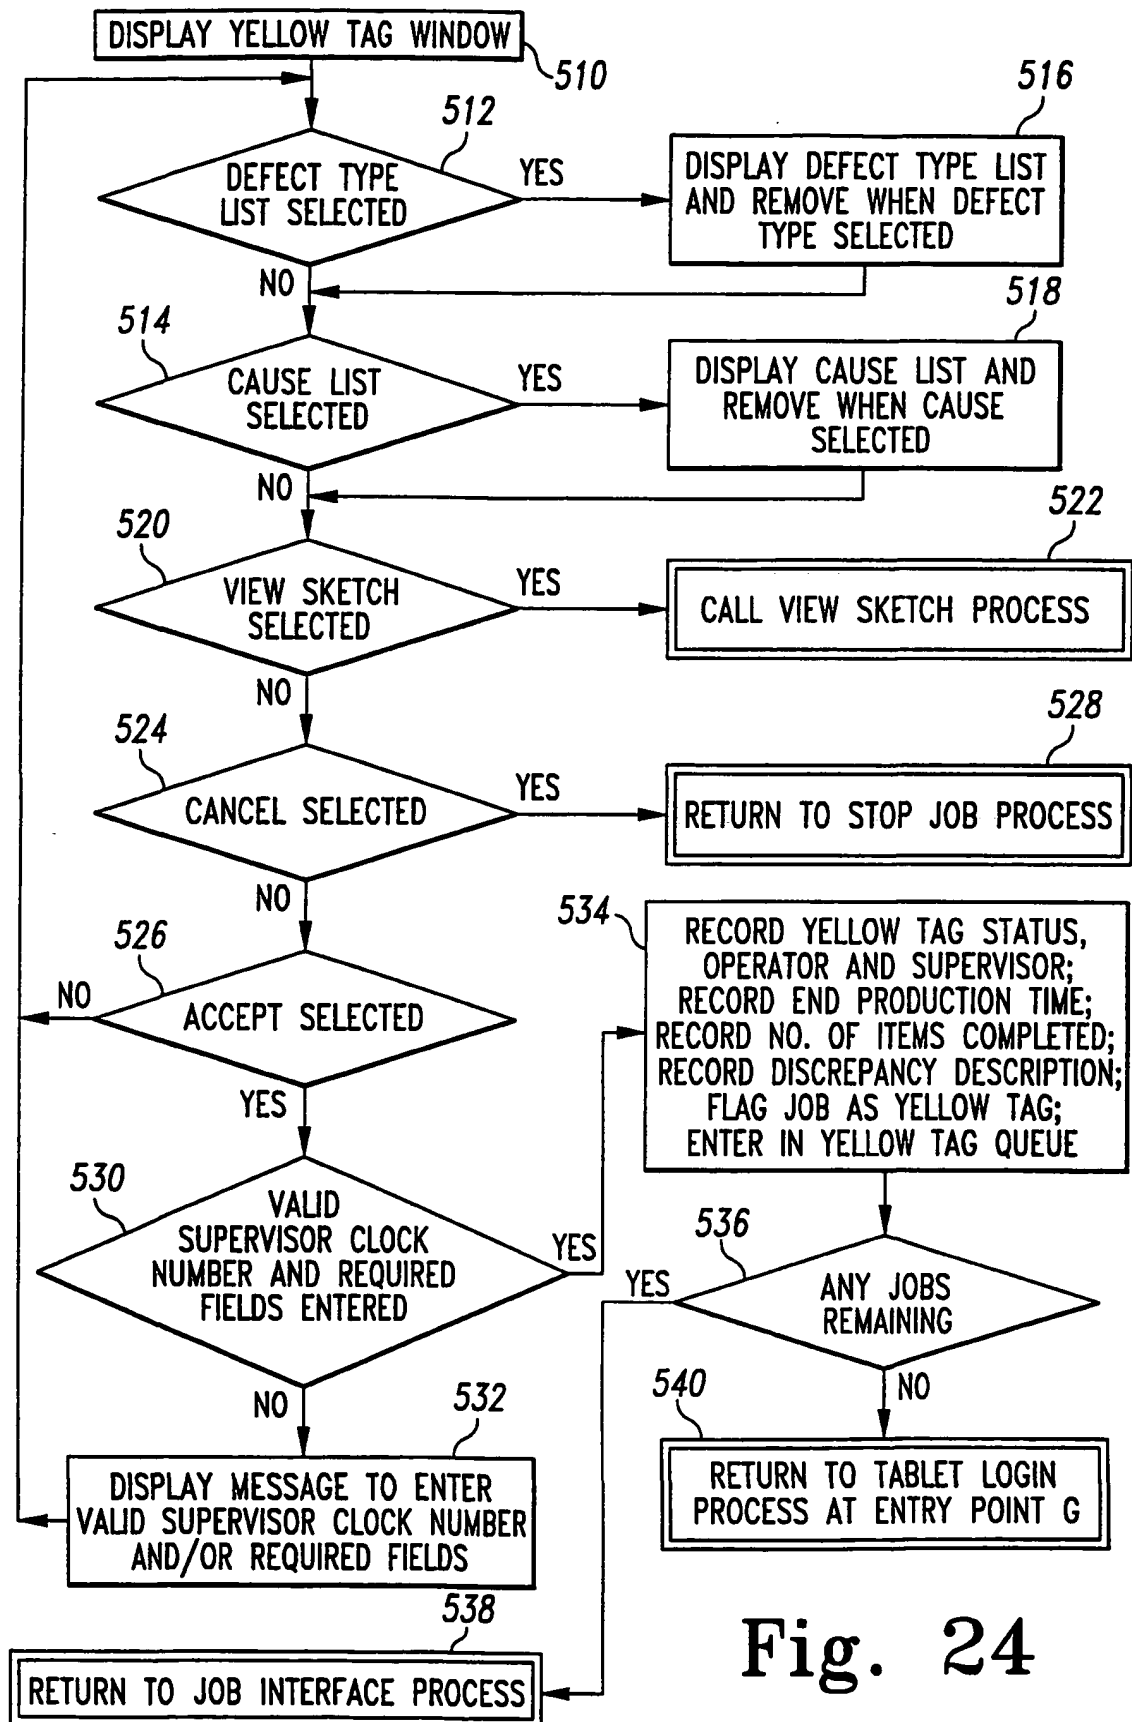 DISPLAY YELLOW TAG WINDOW
510
512
516
DEFECT TYPE
LIST SELECTED
YES
DISPLAY DEFECT TYPE LIST
AND REMOVE WHEN DEFECT
TYPE SELECTED
NO
514
518
CAUSE LIST
SELECTED
YES
DISPLAY CAUSE LIST AND
REMOVE WHEN CAUSE
SELECTED
NO
520
522
VIEW SKETCH
SELECTED
YES
CALL VIEW SKETCH PROCESS
NO
524
528
CANCEL SELECTED
YES
RETURN TO STOP JOB PROCESS
NO
526
NO
ACCEPT SELECTED
YES
534
RECORD YELLOW TAG STATUS,
OPERATOR AND SUPERVISOR;
RECORD END PRODUCTION TIME;
RECORD NO. OF ITEMS COMPLETED;
RECORD DISCREPANCY DESCRIPTION;
FLAG JOB AS YELLOW TAG;
ENTER IN YELLOW TAG QUEUE
530
VALID
SUPERVISOR CLOCK
NUMBER AND REQUIRED
FIELDS ENTERED
YES
536
YES
ANY JOBS
REMAINING
NO
NO
532
540
DISPLAY MESSAGE TO ENTER
VALID SUPERVISOR CLOCK NUMBER
AND/OR REQUIRED FIELDS
RETURN TO TABLET LOGIN
PROCESS AT ENTRY POINT G
538
RETURN TO JOB INTERFACE PROCESS
Fig. 24